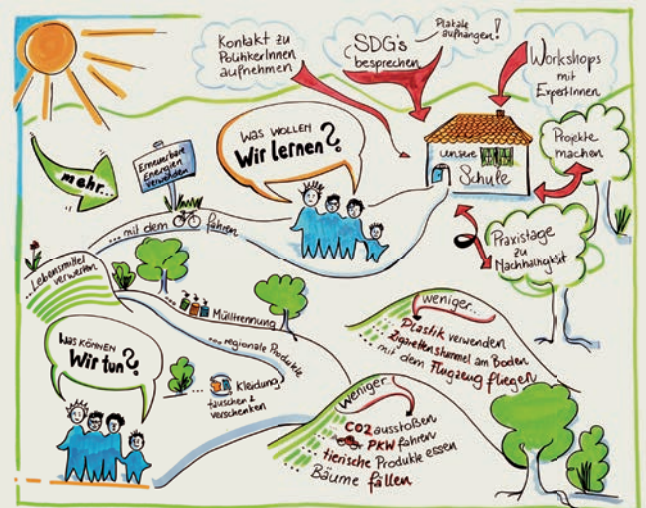 Kontakt zu
PolitikerInnen
aufnehmen
SDG's
besprechen
Plakate
aufhängen!
Workshops
mit
ExpertInnen
Projekte
machen
Praxistage
zu
Nachhaltigkeit
unsere
Schule
Was wollen
Wir lernen?
mehr...
Erneuerbare
Energien
verwenden
...mit dem fahren
...Lebensmittel
verwerten
... Mülltrennung
... regionale Produkte
... Kleidung
tauschen &
verschenken
Was können
Wir tun?
weniger...
... Plastik verwenden
... Zigarettenstummel am Boden
... mit dem Flugzeug fliegen
weniger...
... CO2 ausstoßen
... PKW fahren
... tierische Produkte essen
... Bäume fällen